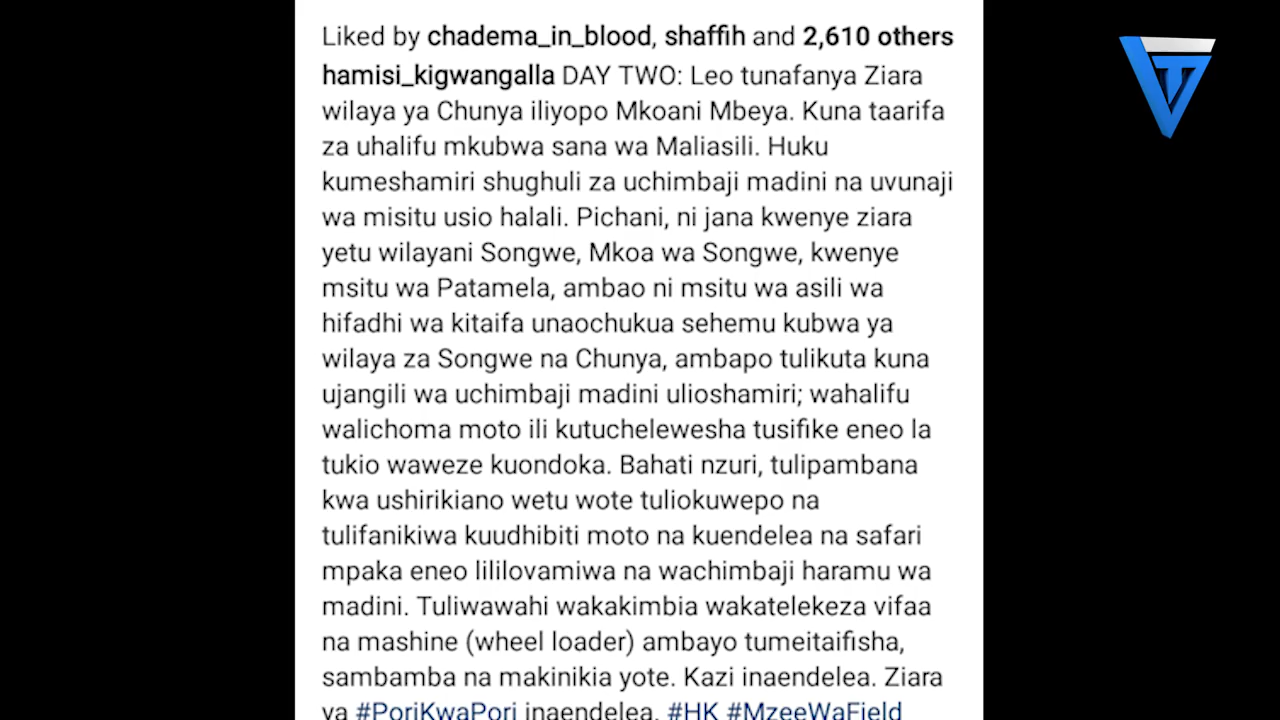 Liked by chadema_in_blood, shaffih and 2,610 others
hamisi_kigwangalla DAY TWO: Leo tunafanya Ziara
wilaya ya Chunya iliyopo Mkoani Mbeya. Kuna taarifa
za uhalifu mkubwa sana wa Maliasili. Huku
kumeshamiri shughuli za uchimbaji madini na uvunaji
wa misitu usio halali. Pichani, ni jana kwenye ziara
yetu wilayani Songwe, Mkoa wa Songwe, kwenye
msitu wa Patamela, ambao ni msitu wa asili wa
hifadhi wa kitaifa unaochukua sehemu kubwa ya
wilaya za Songwe na Chunya, ambapo tulikuta kuna
ujangili wa uchimbaji madini ulioshamiri; wahalifu
walichoma moto ili kutuchelewesha tusifike eneo la
tukio waweze kuondoka. Bahati nzuri, tulipambana
kwa ushirikiano wetu wote tuliokuwepo na
tulifanikiwa kuudhibiti moto na kuendelea na safari
mpaka eneo lililovamiwa na wachimbaji haramu wa
madini. Tuliwawahi wakakimbia wakatelekeza vifaa
na mashine (wheel loader) ambayo tumeitaifisha,
sambamba na makinikia yote. Kazi inaendelea. Ziara
ya #PoriKwaPori inaendelea. #HK #MzeeWaField